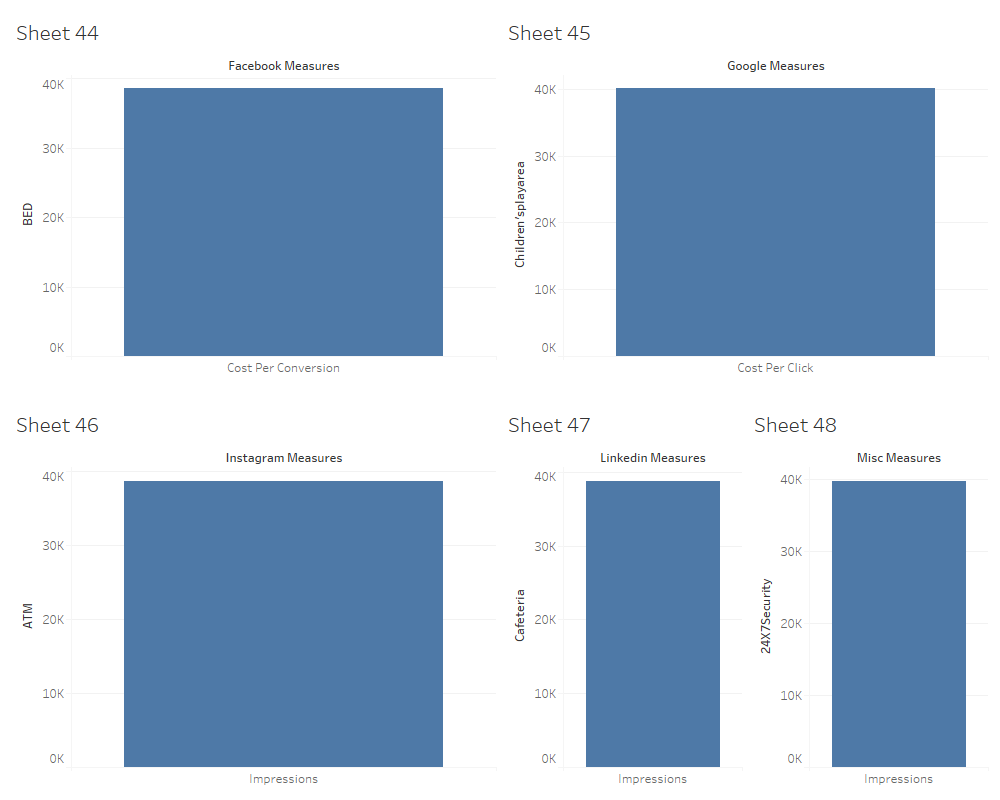 Sheet 44
Facebook Measures
40K
30K
20K
10K
0K
BED
Cost Per Conversion
Sheet 45
Google Measures
40K
30K
20K
10K
0K
Children'splayarea
Cost Per Click
Sheet 46
Instagram Measures
40K
30K
20K
10K
0K
ATM
Impressions
Sheet 47
Linkedin Measures
40K
30K
20K
10K
0K
Cafeteria
Impressions
Sheet 48
Misc Measures
40K
30K
20K
10K
0K
24X7Security
Impressions